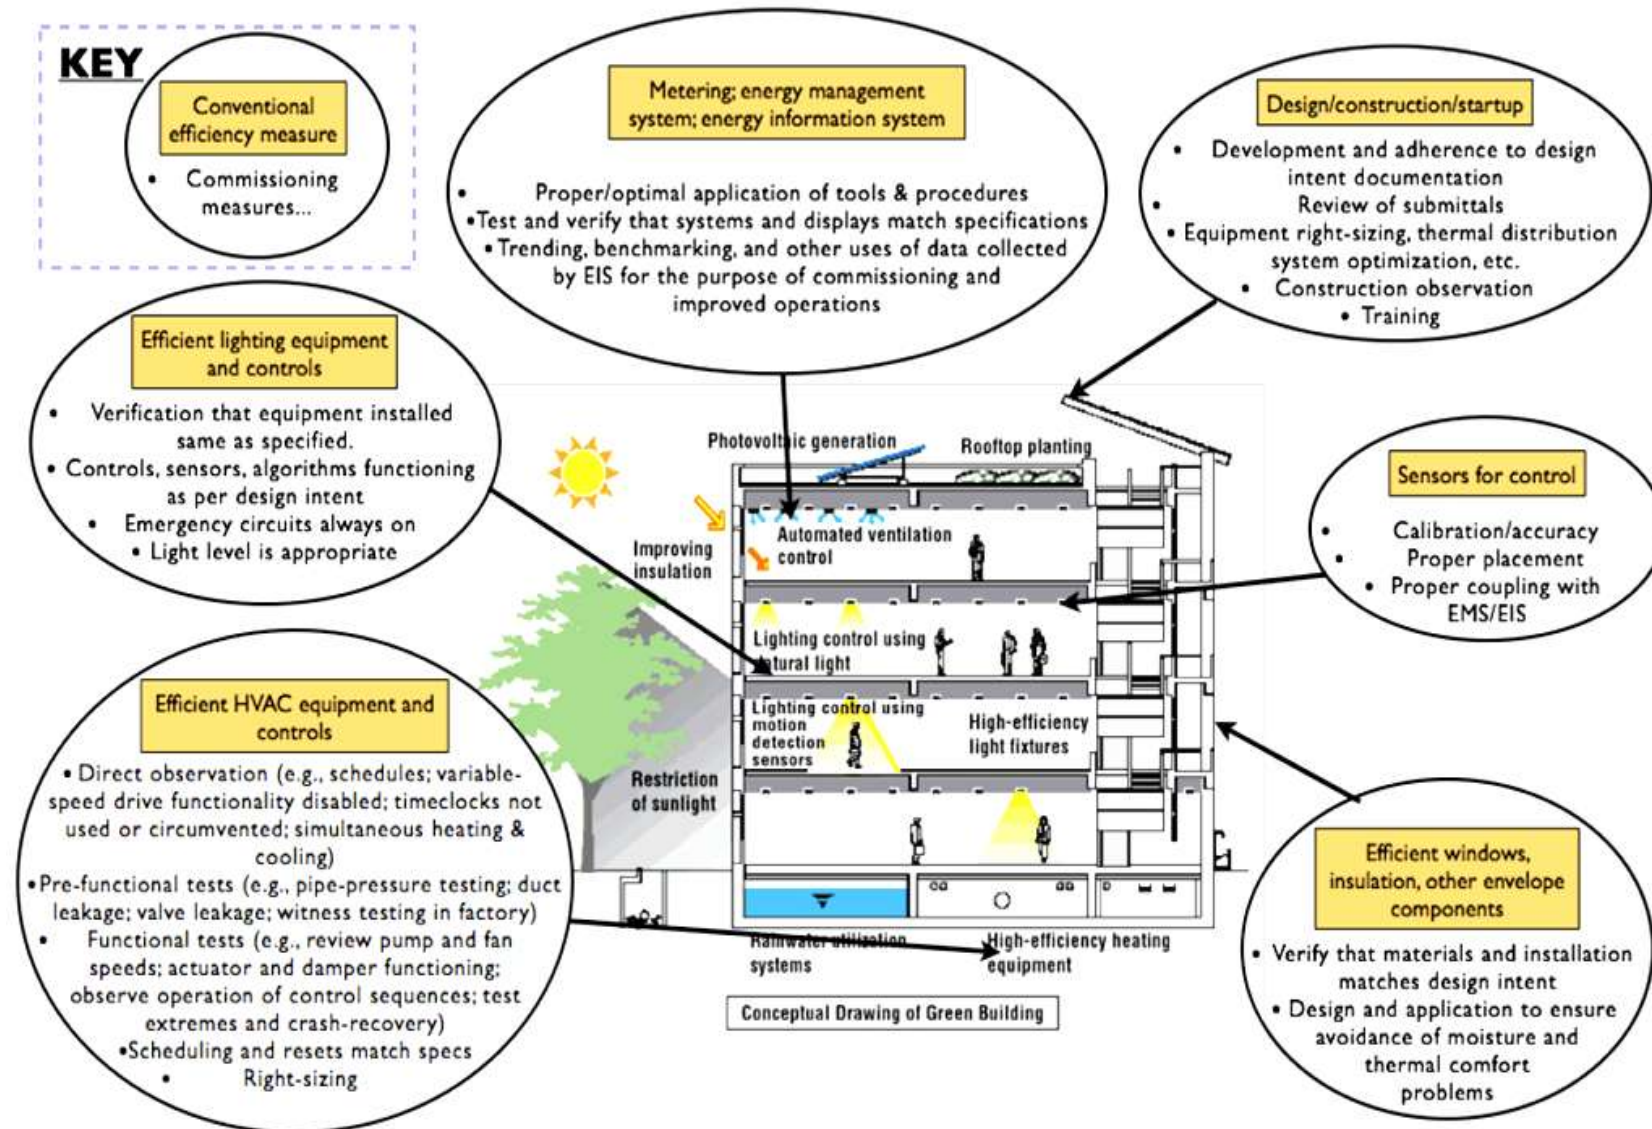 KEY
Conventional
efficiency measure
• Commissioning
measures...
Metering; energy management
system; energy information system
• Proper/optimal application of tools & procedures
•Test and verify that systems and displays match specifications
• Trending, benchmarking, and other uses of data collected
by EIS for the purpose of commissioning and
improved operations
Design/construction/startup
• Development and adherence to design
intent documentation
• Review of submittals
• Equipment right-sizing, thermal distribution
system optimization, etc.
• Construction observation
• Training
Efficient lighting equipment
and controls
• Verification that equipment installed
same as specified.
• Controls, sensors, algorithms functioning
as per design intent
• Emergency circuits always on
• Light level is appropriate
Sensors for control
• Calibration/accuracy
• Proper placement
• Proper coupling with
EMS/EIS
Efficient HVAC equipment and
controls
• Direct observation (e.g., schedules; variable-
speed drive functionality disabled; timeclocks not
used or circumvented; simultaneous heating &
cooling)
•Pre-functional tests (e.g., pipe-pressure testing; duct
leakage; valve leakage; witness testing in factory)
• Functional tests (e.g., review pump and fan
speeds; actuator and damper functioning;
observe operation of control sequences; test
extremes and crash-recovery)
•Scheduling and resets match specs
• Right-sizing
Efficient windows,
insulation, other envelope
components
• Verify that materials and installation
matches design intent
• Design and application to ensure
avoidance of moisture and
thermal comfort
problems
Photovoltaic generation
Rooftop planting
Improving
insulation
Automated ventilation
control
Lighting control using
natural light
Lighting control using
motion
detection
sensors
High-efficiency
light fixtures
Restriction
of sunlight
Rainwater utilization
systems
High-efficiency heating
equipment
Conceptual Drawing of Green Building